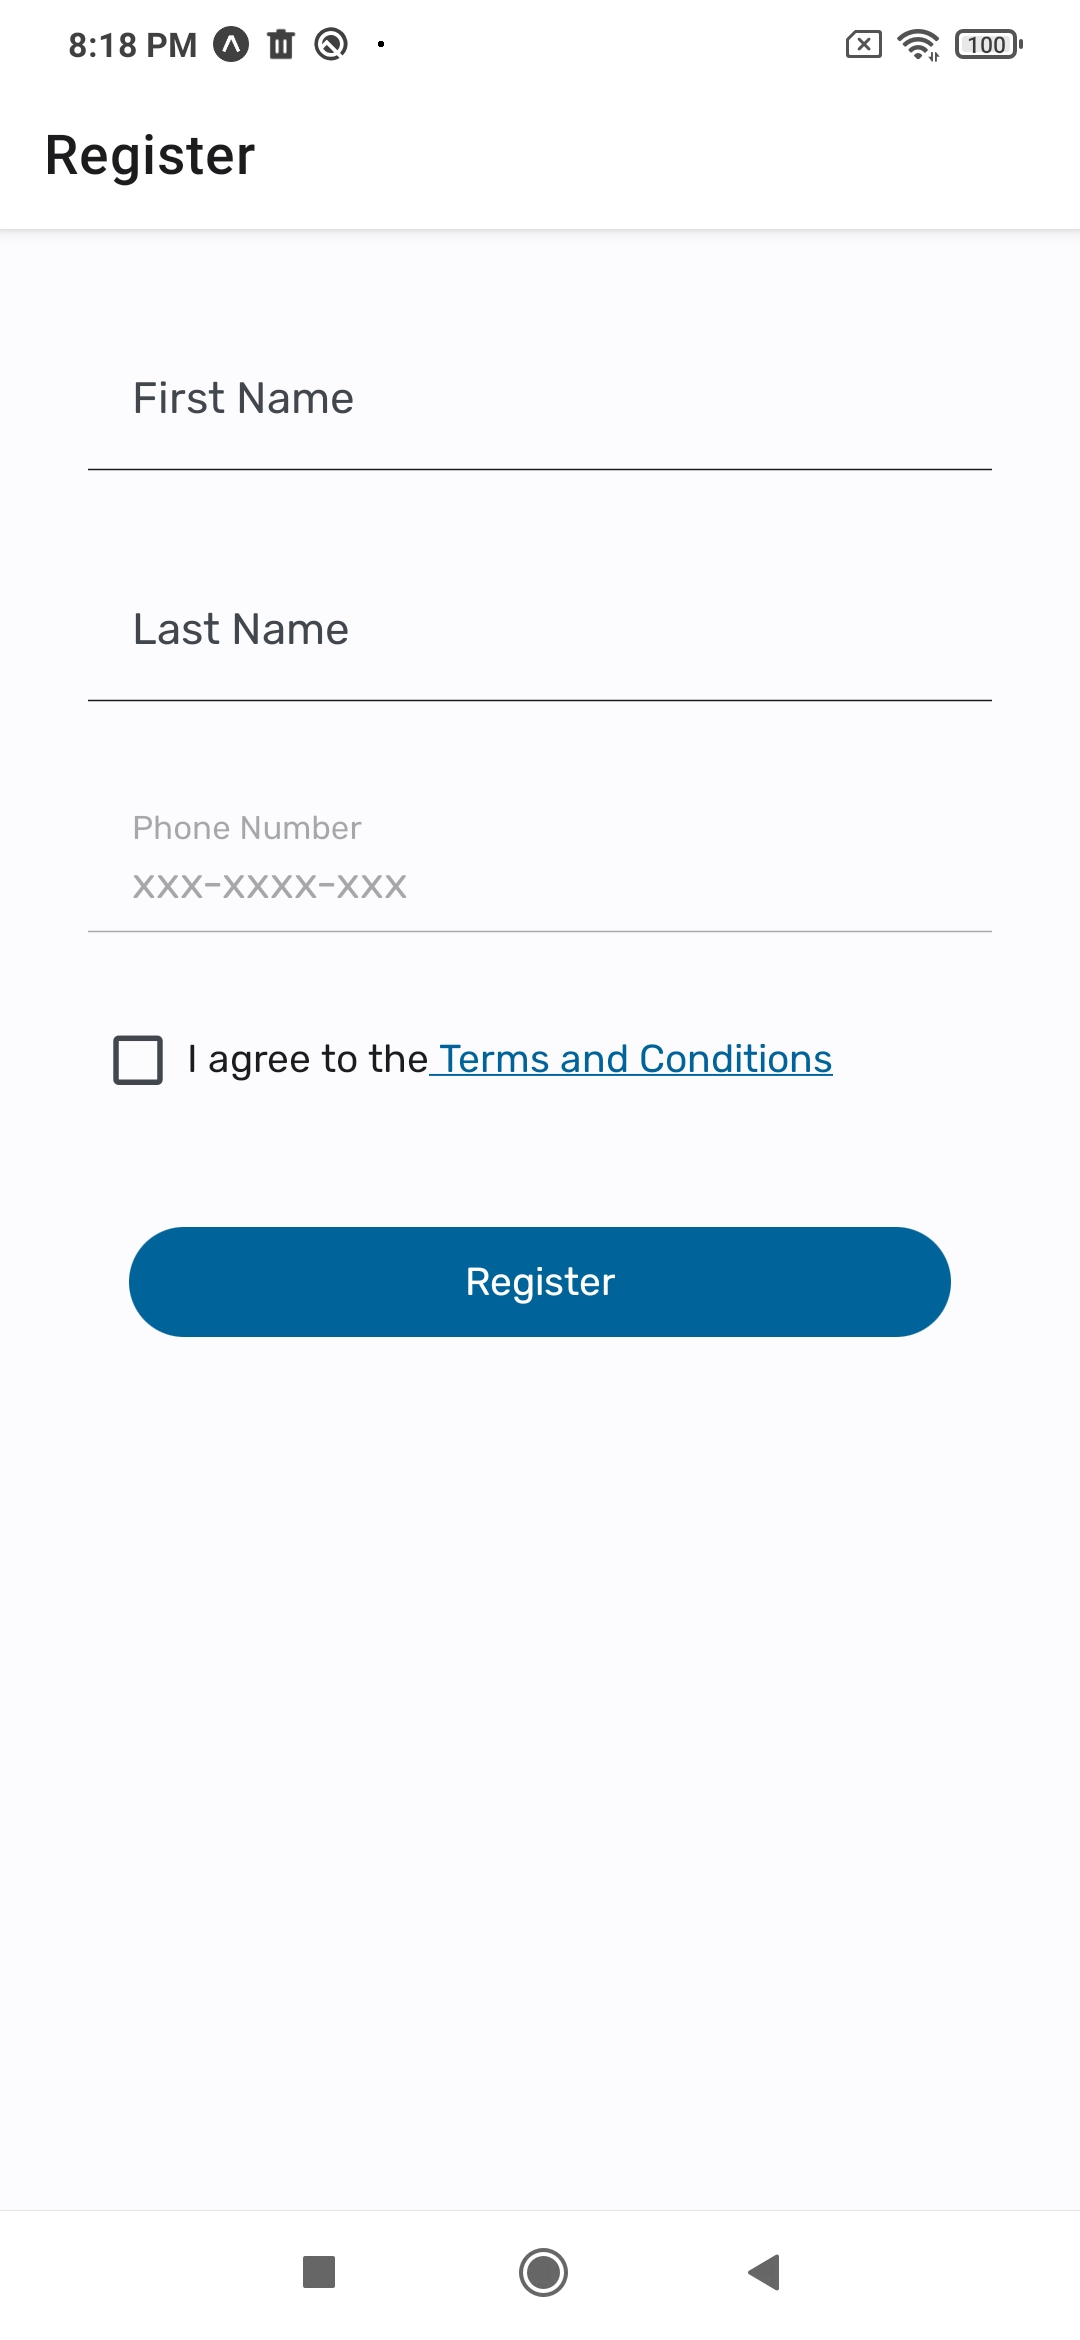 8:18 PM 100
Register
First Name
Last Name
Phone Number
xxx-xxxx-xxx
I agree to the Terms and Conditions
Register